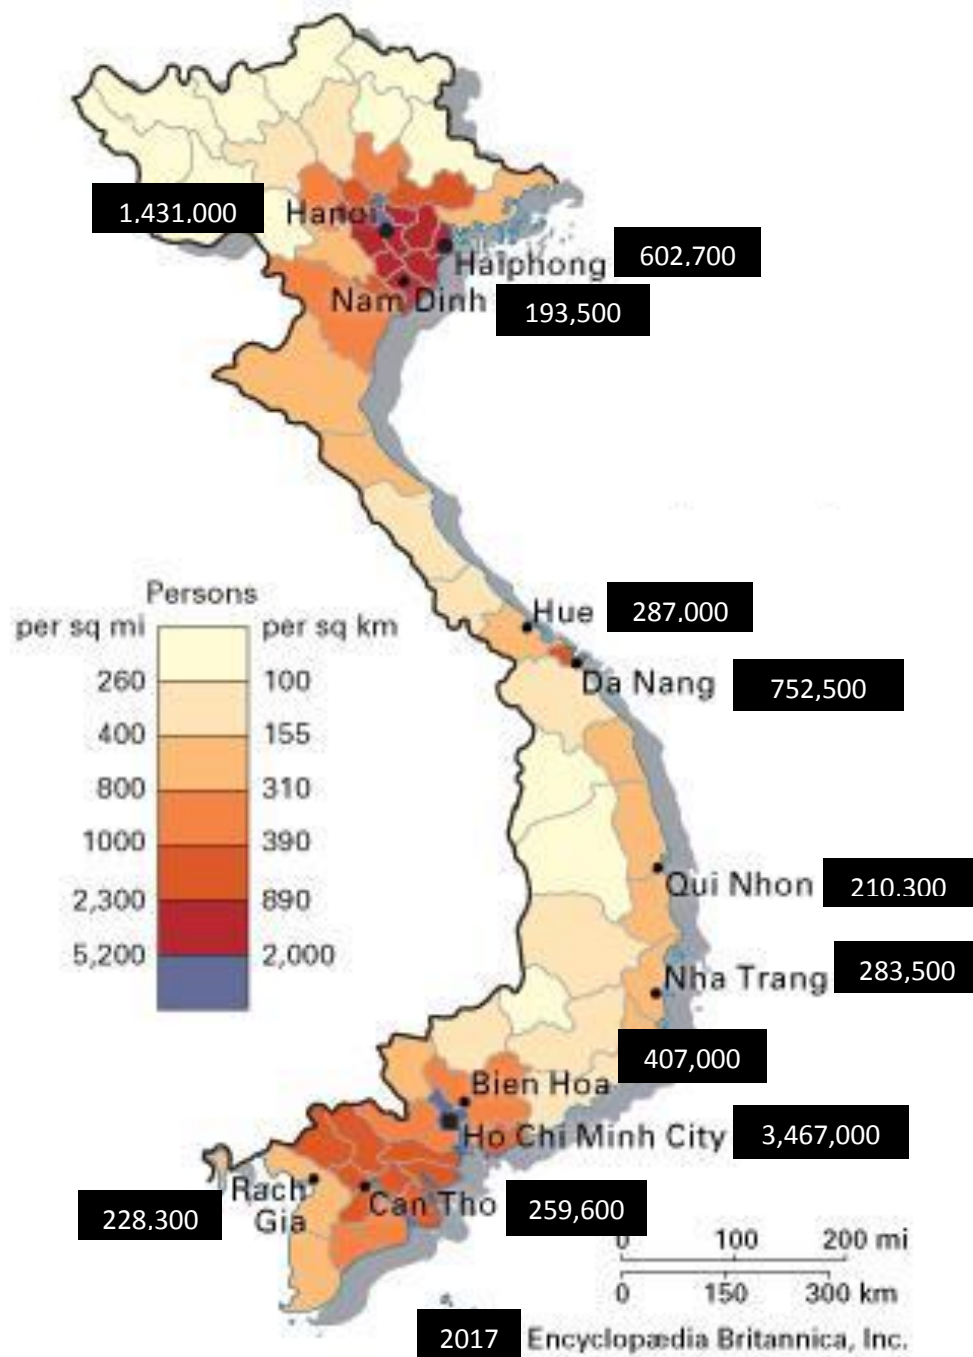 1,431,000
Hanoi
Haiphong
602,700
Nam Dinh
193,500
Persons
per sq mi per sq km
260 100
400 155
800 310
1000 390
2,300 890
5,200 2,000
Hue
287,000
Da Nang
752,500
Qui Nhon
210.300
Nha Trang
283,500
407,000
Bien Hoa
Ho Chi Minh City
3,467,000
Rach
Gia
228,300
Can Tho
259,600
0 100 200 mi
0 150 300 km
2017 Encyclopædia Britannica, Inc.